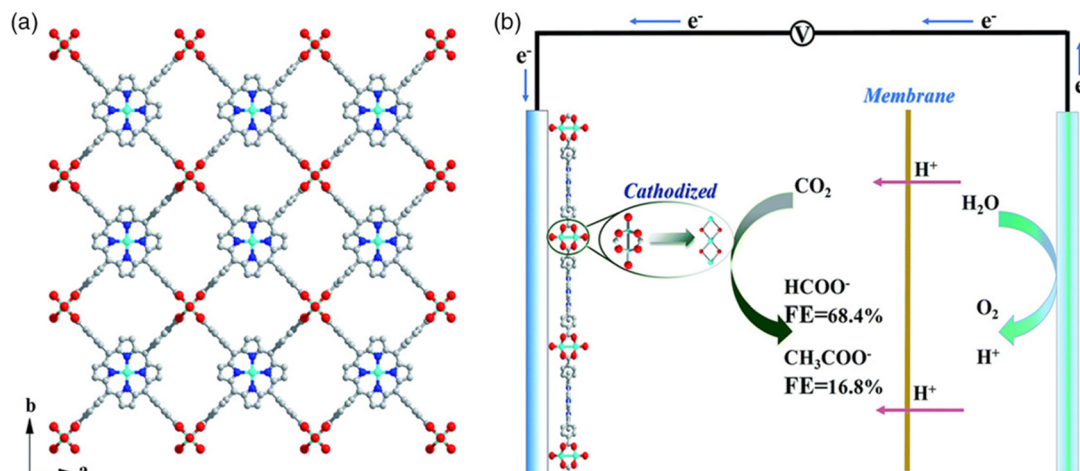 (a)
b
a
(b)
e⁻
e⁻
V
e⁻
e
Membrane
Cathodized
CO₂
H⁺
H₂O
HCOO⁻
FE=68.4%
CH₃COO⁻
FE=16.8%
O₂
H⁺
H⁺